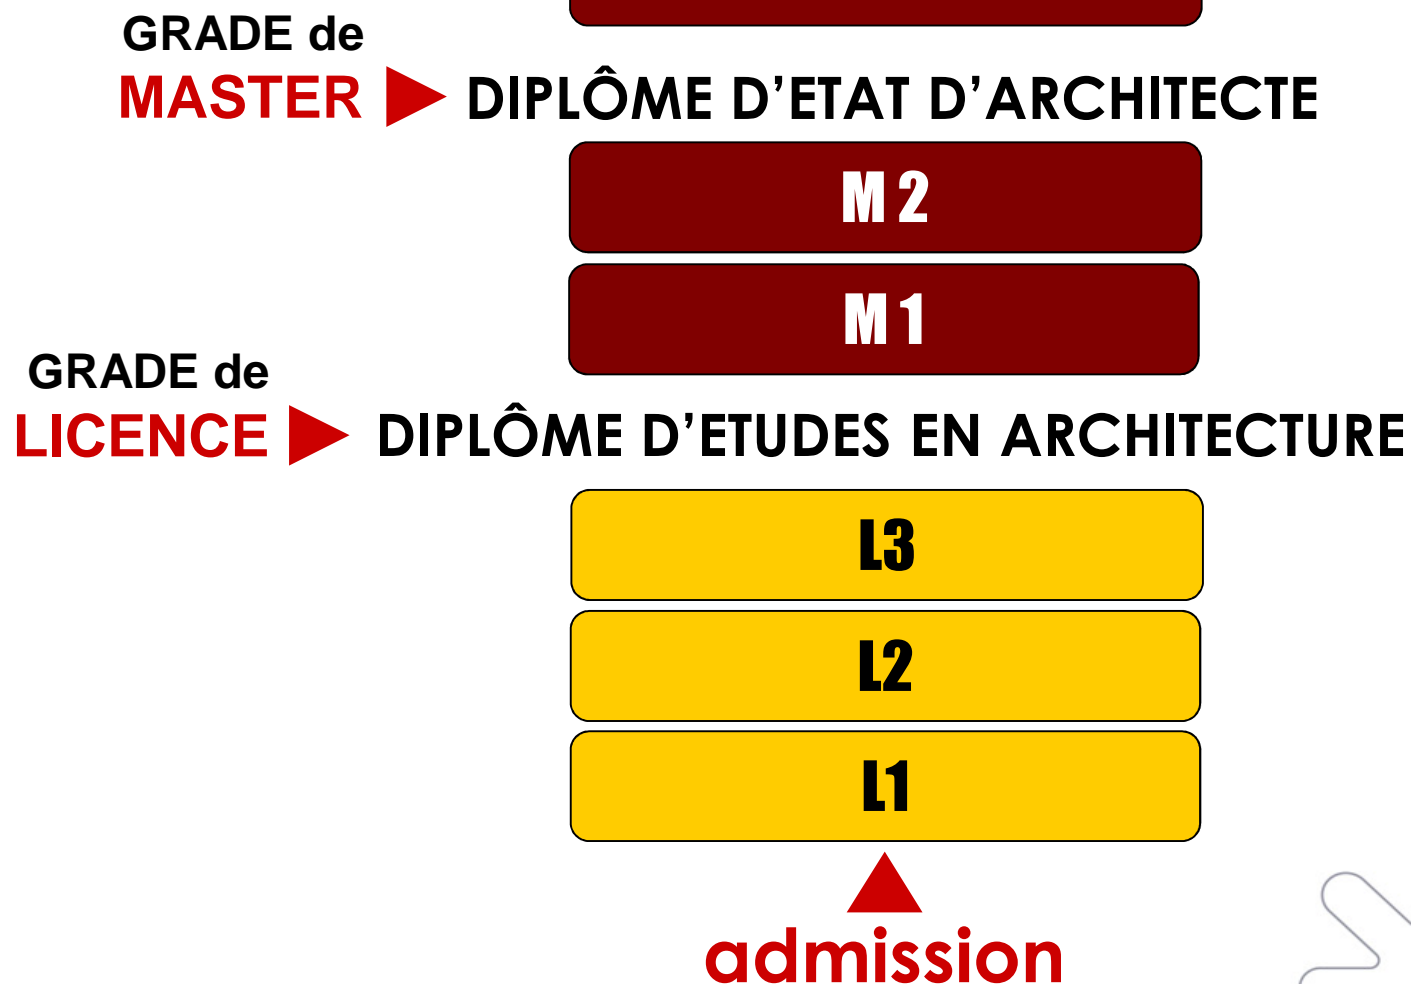 GRADE de
MASTER DIPLÔME D’ETAT D’ARCHITECTE
M 2
M 1
GRADE de
LICENCE DIPLÔME D’ETUDES EN ARCHITECTURE
L3
L2
L1
admission